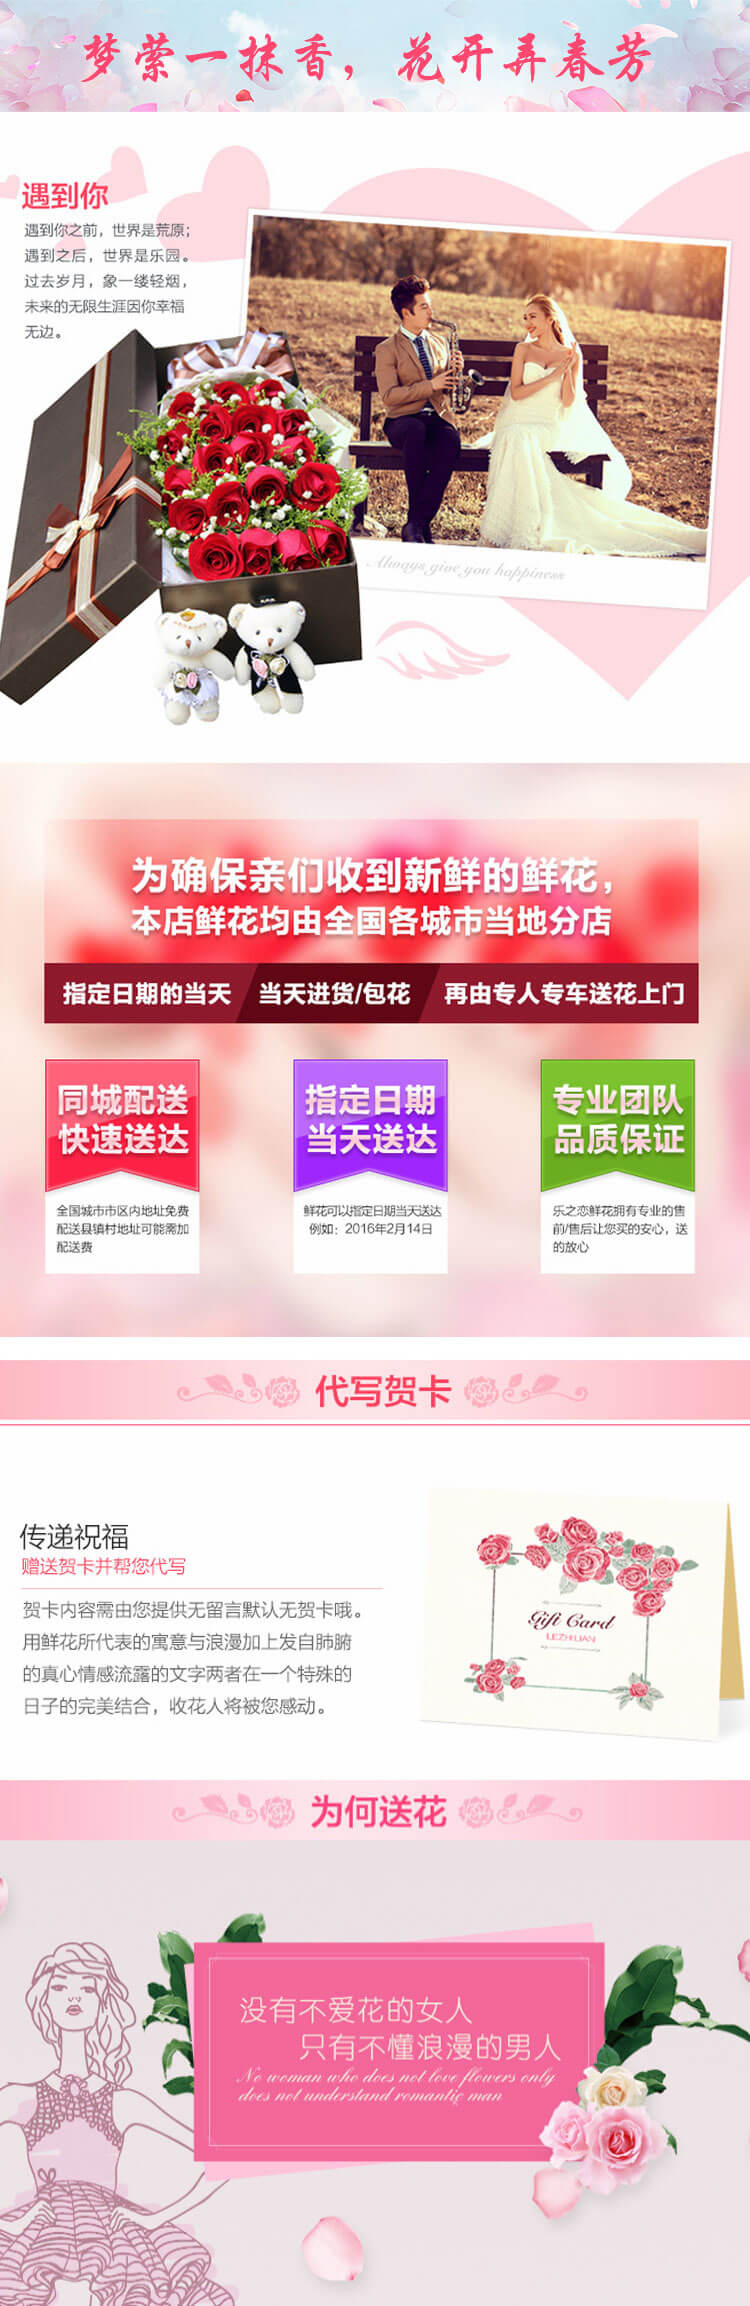 梦萦一抹香，花开弄春芳
遇到你
遇到你之前，世界是荒原；
遇到之后，世界是乐园。
过去岁月，象一缕轻烟，
未来的无限生涯因你幸福
无边。
Always give you happiness
为确保亲们收到新鲜的鲜花，
本店鲜花均由全国各城市当地分店
指定日期的当天 当天进货/包花 再由专人专车送花上门
同城配送
快速送达
全国城市市区内地址免费
配送县镇村地址可能需加
配送费
指定日期
当天送达
鲜花可以指定日期当天送达
例如：2016年2月14日
专业团队
品质保证
乐之恋鲜花拥有专业的售
前/售后让您买的安心，送
的放心
代写贺卡
传递祝福
赠送贺卡并帮您代写
贺卡内容需由您提供无留言默认无贺卡哦。
用鲜花所代表的寓意与浪漫加上发自肺腑
的真心情感流露的文字两者在一个特殊的
日子的完美结合，收花人将被您感动。
Gift Card
LEZHILIAN
为何送花
没有不爱花的女人
只有不懂浪漫的男人
No woman who does not love flowers only
does not understand romantic man